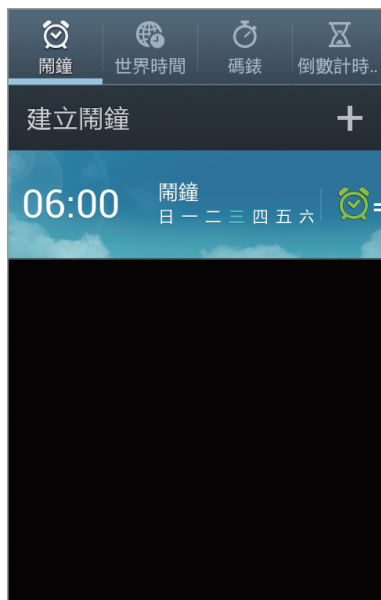 鬧鐘 世界時間 碼錶 倒數計時..
建立鬧鐘
06:00 鬧鐘
日 一 二 三 四 五 六